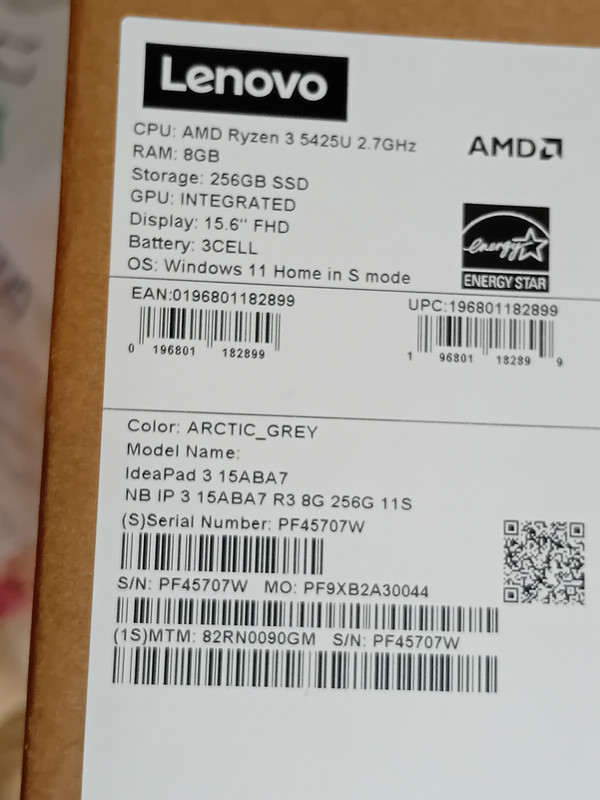 Lenovo
CPU: AMD Ryzen 3 5425U 2.7GHz
AMD
RAM: 8GB
Storage: 256GB SSD
GPU: INTEGRATED
Display: 15.6" FHD
Battery: 3CELL
OS: Windows 11 Home in S mode
energy
ENERGY STAR
EAN:0196801182899
UPC:196801182899
0 196801 182899
1 96801 18289 9
Color: ARCTIC_GREY
Model Name:
IdeaPad 3 15ABA7
NB IP 3 15ABA7 R3 8G 256G 11S
(S)Serial Number: PF45707W
S/N: PF45707W MO: PF9XB2A30044
(1S)MTM: 82RN0090GM S/N: PF45707W